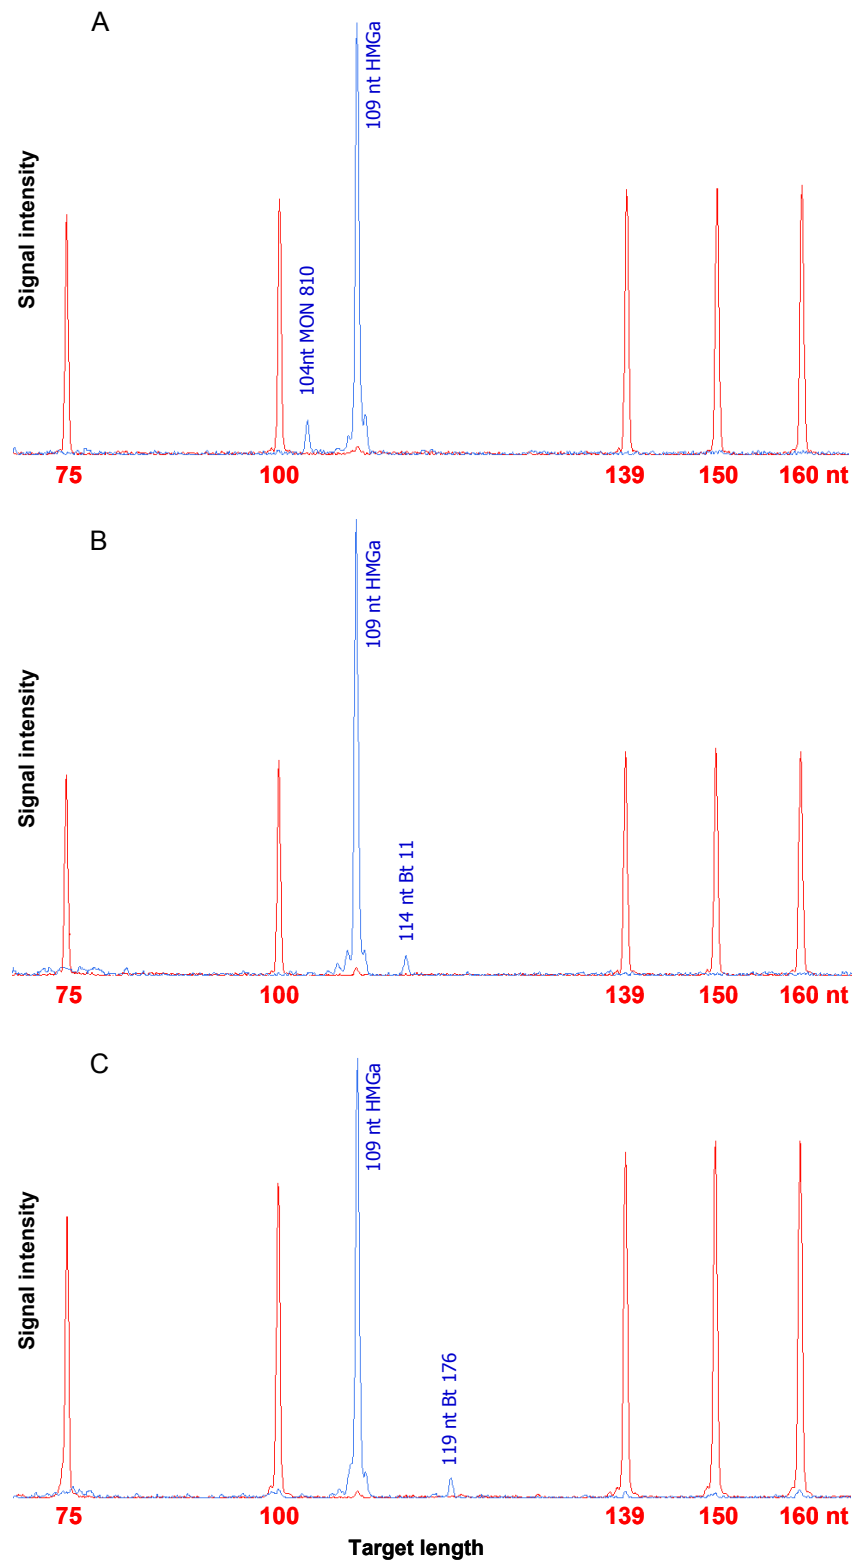 A
Signal intensity
104nt MON 810
109 nt HMGa
75 100 139 150 160 nt
B
Signal intensity
109 nt HMGa
114 nt Bt 11
75 100 139 150 160 nt
C
Signal intensity
109 nt HMGa
119 nt Bt 176
75 100 139 150 160 nt
Target length